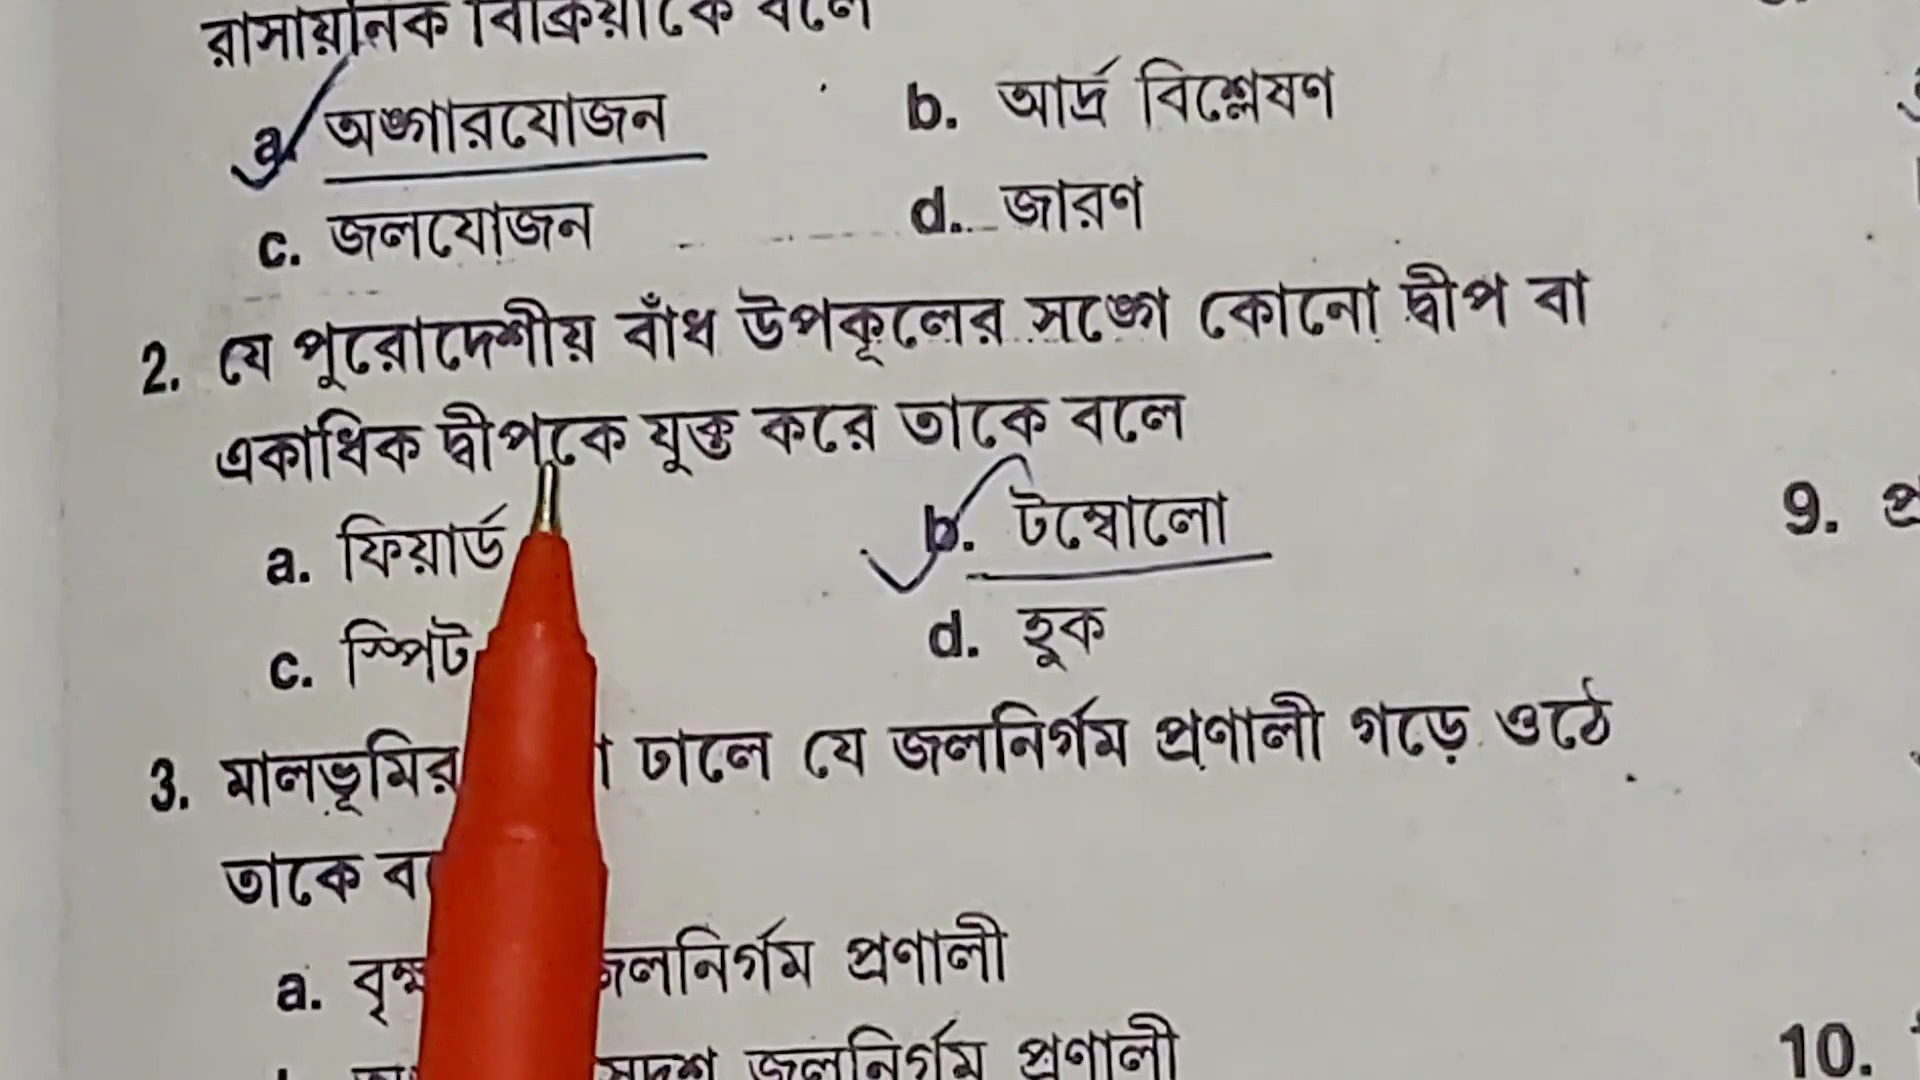 রাসায়নিক বিক্রিয়াকে বলে
a. অঙ্গারযোজন b. আর্দ্র বিশ্লেষণ
c. জলযোজন d. জারণ
2. যে পুরোদেশীয় বাঁধ উপকূলের সঙ্গে কোনো দ্বীপ বা
একাধিক দ্বীপকে যুক্ত করে তাকে বলে
a. ফিয়ার্ড b. টম্বোলো
c. স্পিট d. হুক
3. মালভূমির ঢালে যে জলনির্গম প্রণালী গড়ে ওঠে
তাকে
a. জলনির্গম প্রণালী
জলনির্গম প্রণালী
9.
10.